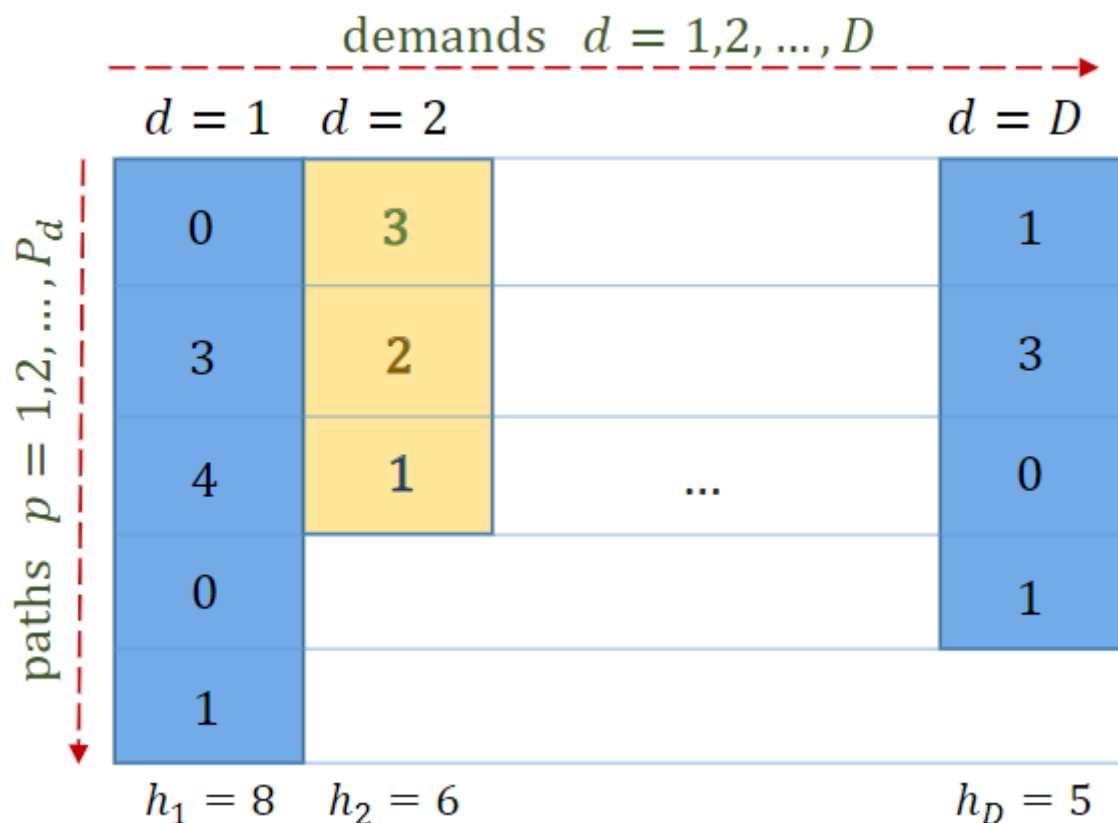 demands d = 1,2, … , D
d = 1 d = 2 d = D
paths p = 1,2, … , P_d
0 3 1
3 2 3
4 1 … 0
0 1
1
h_1 = 8 h_2 = 6 h_D = 5